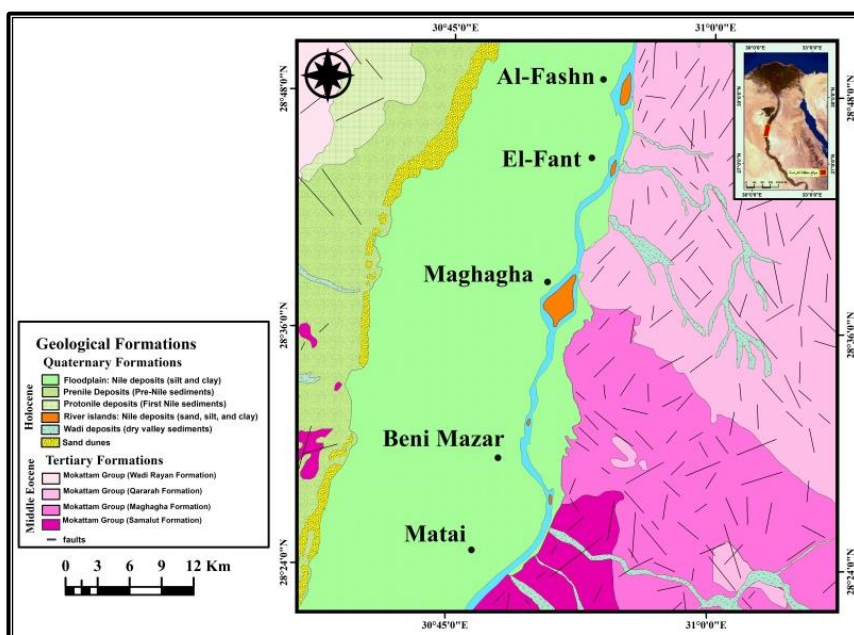 30°45'0"E
31°0'0"E
28°48'0"N
28°48'0"N
Al-Fashn
El-Fant
Maghagha
28°36'0"N
28°36'0"N
Beni Mazar
Matai
28°24'0"N
28°24'0"N
30°45'0"E
31°0'0"E
Geological Formations
Quaternary Formations
Holocene
Floodplain: Nile deposits (silt and clay)
Prenile Deposits (Pre-Nile sediments)
Protonile deposits (First Nile sediments)
River islands: Nile deposits (sand, silt, and clay)
Wadi deposits (dry valley sediments)
Sand dunes
Tertiary Formations
Middle Eocene
Mokattam Group (Wadi Rayan Formation)
Mokattam Group (Qararah Formation)
Mokattam Group (Maghagha Formation)
Mokattam Group (Samalut Formation)
faults
0 3 6 9 12 Km